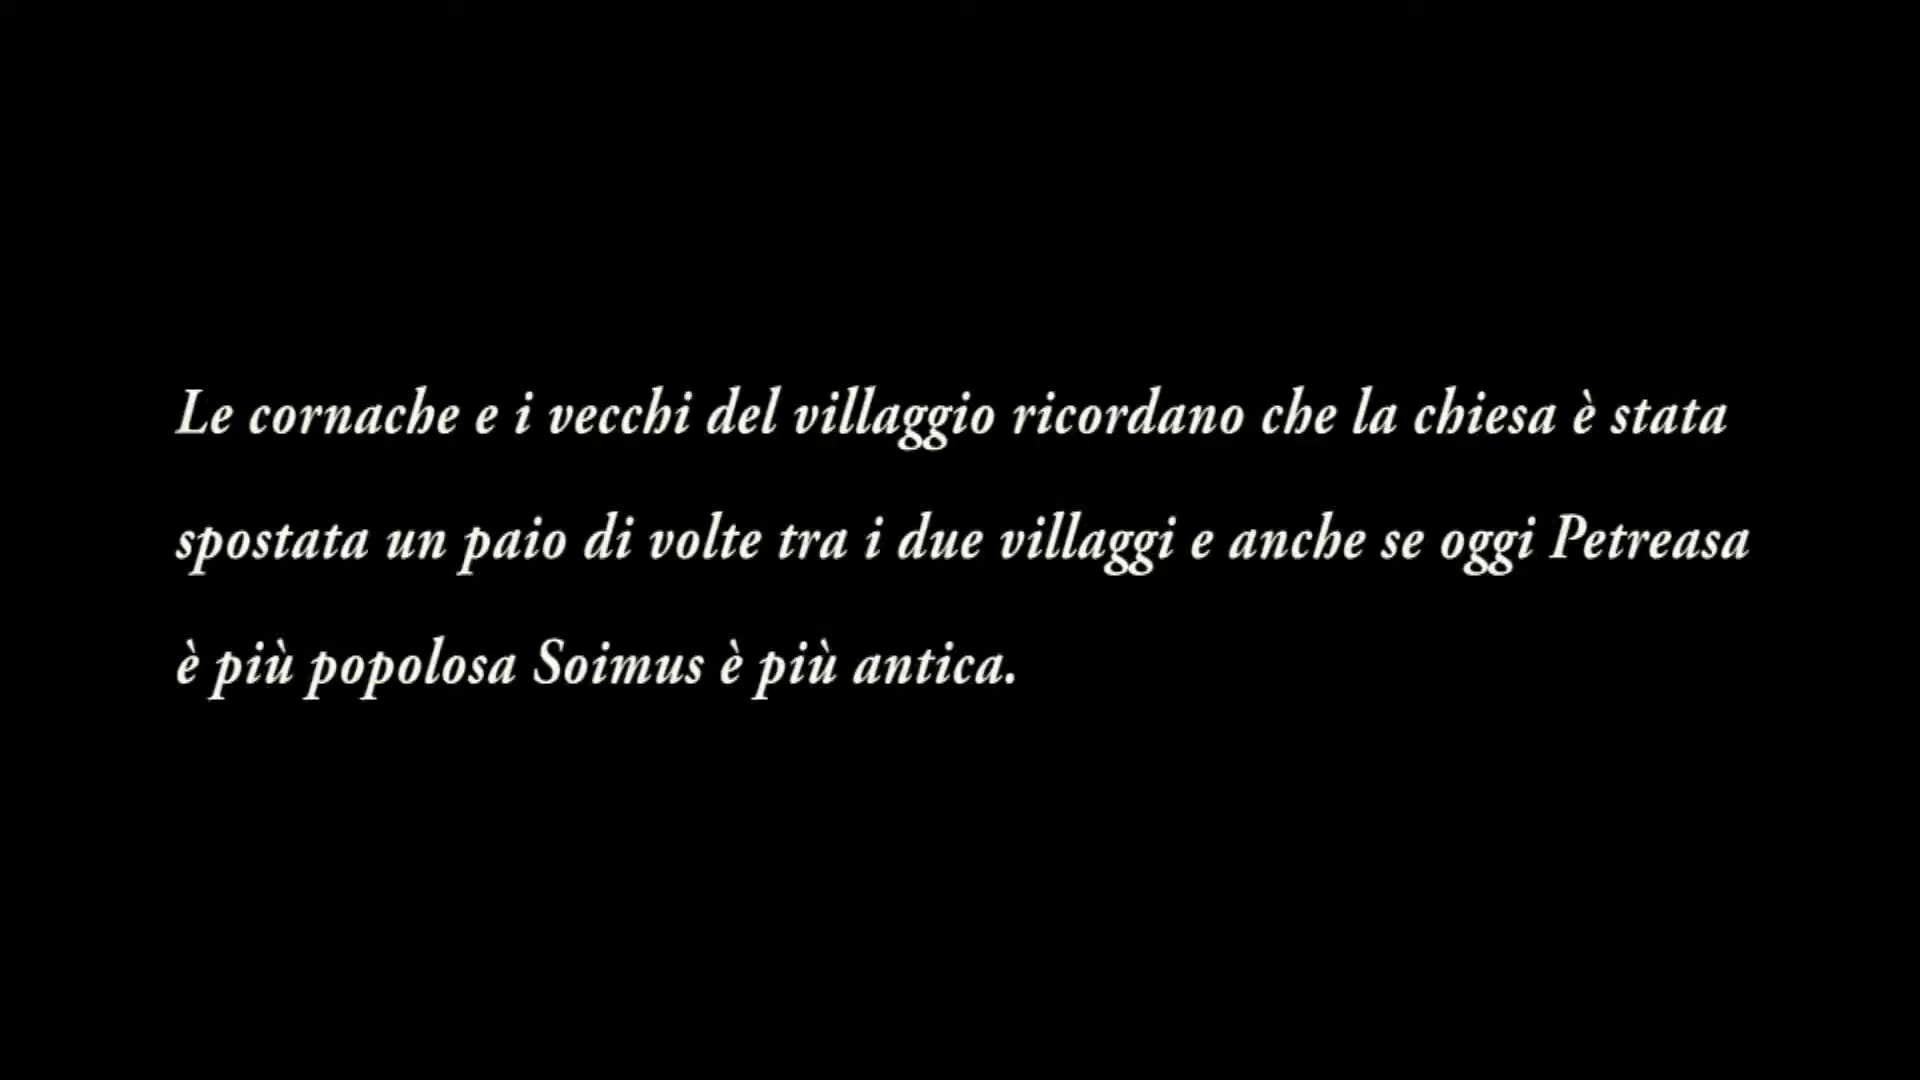 Le cornache e i vecchi del villaggio ricordano che la chiesa è stata
spostata un paio di volte tra i due villaggi e anche se oggi Petreasa
è più popolosa Soimus è più antica.